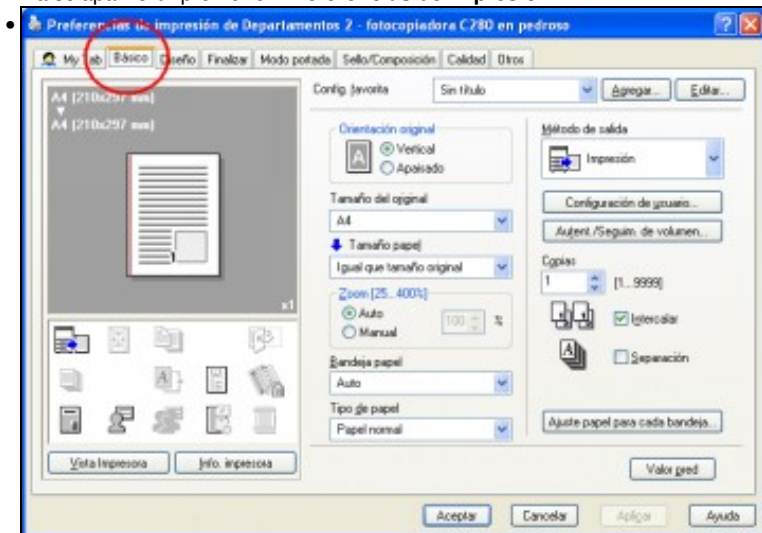 Preferencias de impresión de Departamentos 2 - fotocopiadora C280 en pedroso
My Tab Básico Diseño Finalizar Modo portada Sello/Composición Calidad Otros
A4 (210x297 mm)
A4 (210x297 mm)
x1
Vista Impresora Info. impresora
Config. favorita Sin título Agregar... Editar...
Orientación original
A Vertical
Apaisado
Tamaño del original
A4
Tamaño papel
Igual que tamaño original
Zoom [25...400%]
Auto
Manual
100 %
Bandeja papel
Auto
Tipo de papel
Papel normal
Método de salida
Impresión
Configuración de usuario...
Autent./Seguim. de volumen...
Copias
1 [1...9999]
Intercalar
Separación
Ajuste papel para cada bandeja...
Valor pred
Aceptar Cancelar Aplicar Ayuda